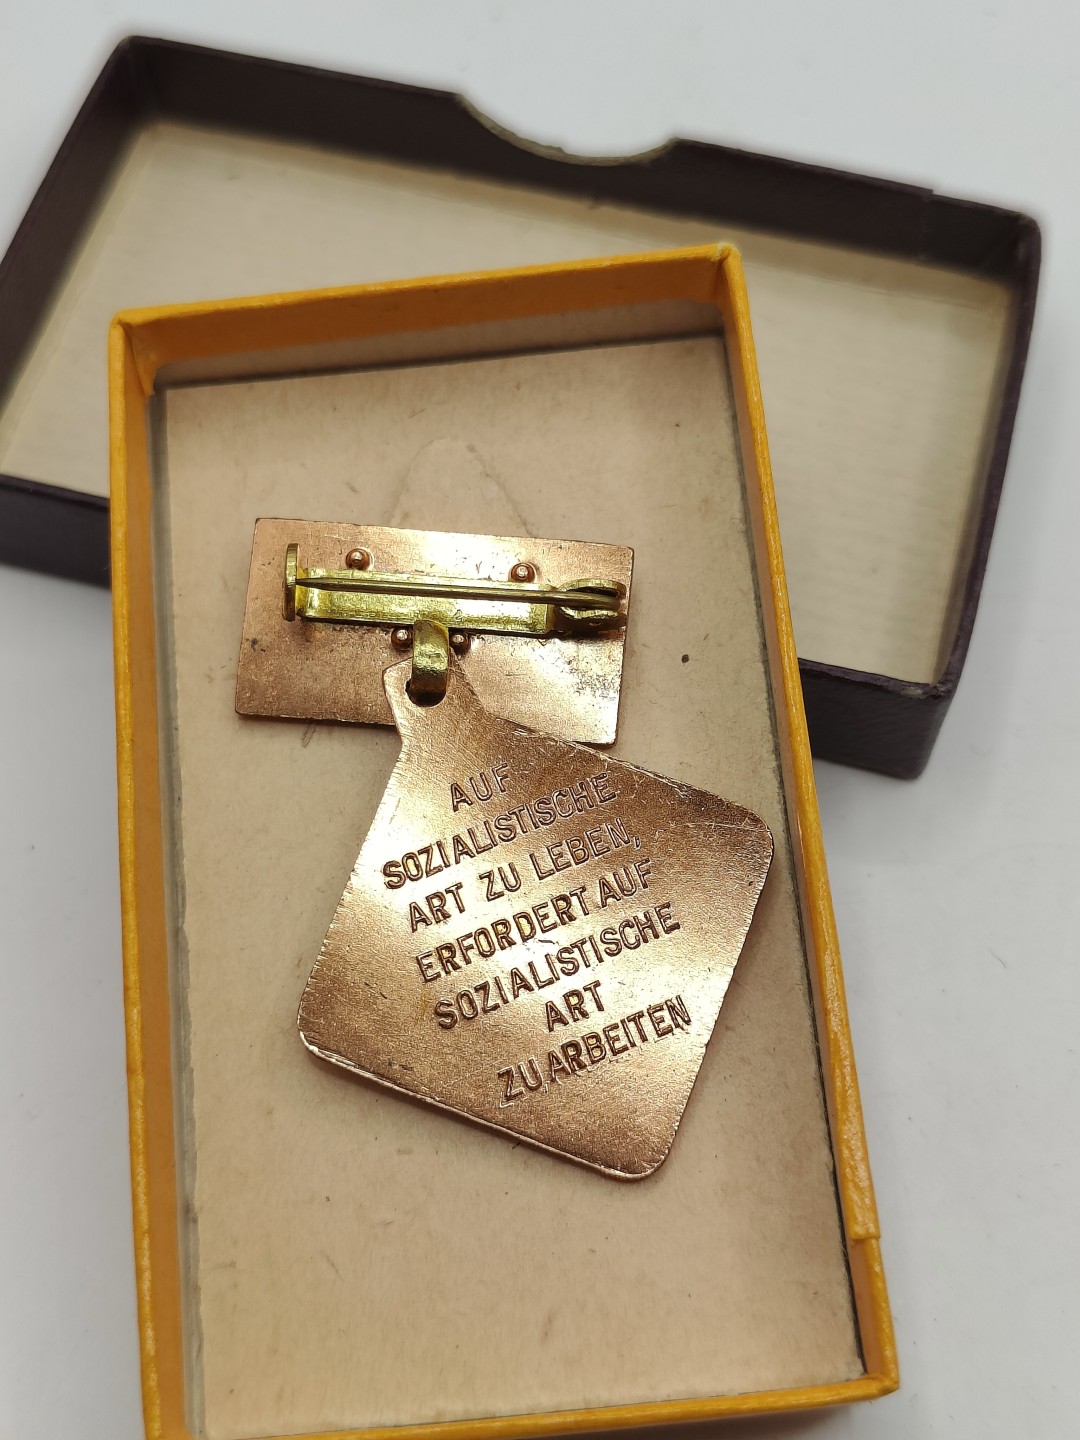 AUF
SOZIALISTISCHE
ART ZU LEBEN,
ERFORDERT AUF
SOZIALISTISCHE
ART
ZU ARBEITEN